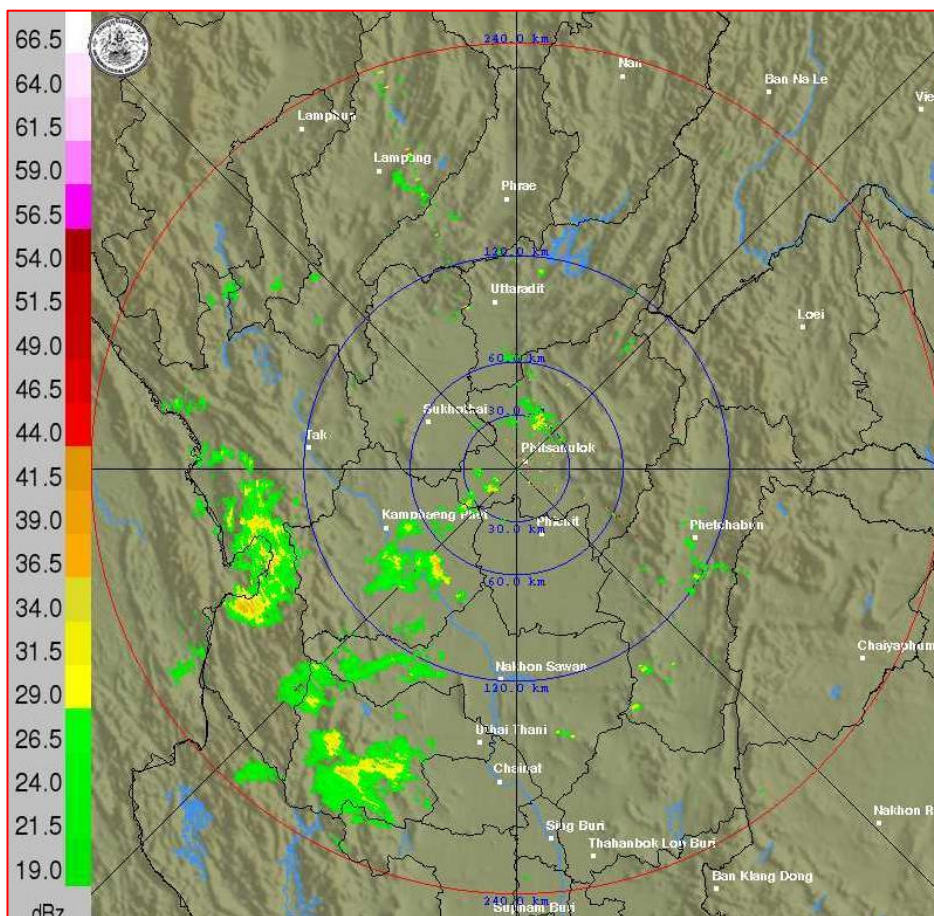 66.5
64.0
61.5
59.0
56.5
54.0
51.5
49.0
46.5
44.0
41.5
39.0
36.5
34.0
31.5
29.0
26.5
24.0
21.5
19.0
dBz
240.0 km
Nan
Ban Na Le
Vie
Lamphun
Lampang
Phrae
120.0 km
Uttaradit
Loei
60.0 km
Sukhothai
30.0 km
Tak
Phitsanulok
Kamphaeng Phet
Phichit
30.0 km
Phetchabun
60.0 km
Chaiyaphum
Nakhon Sawan
120.0 km
Uthai Thani
Chainat
Sing Buri
Nakhon R
Thahanbok Lop Buri
Ban Klang Dong
240.0 km
Suphan Buri